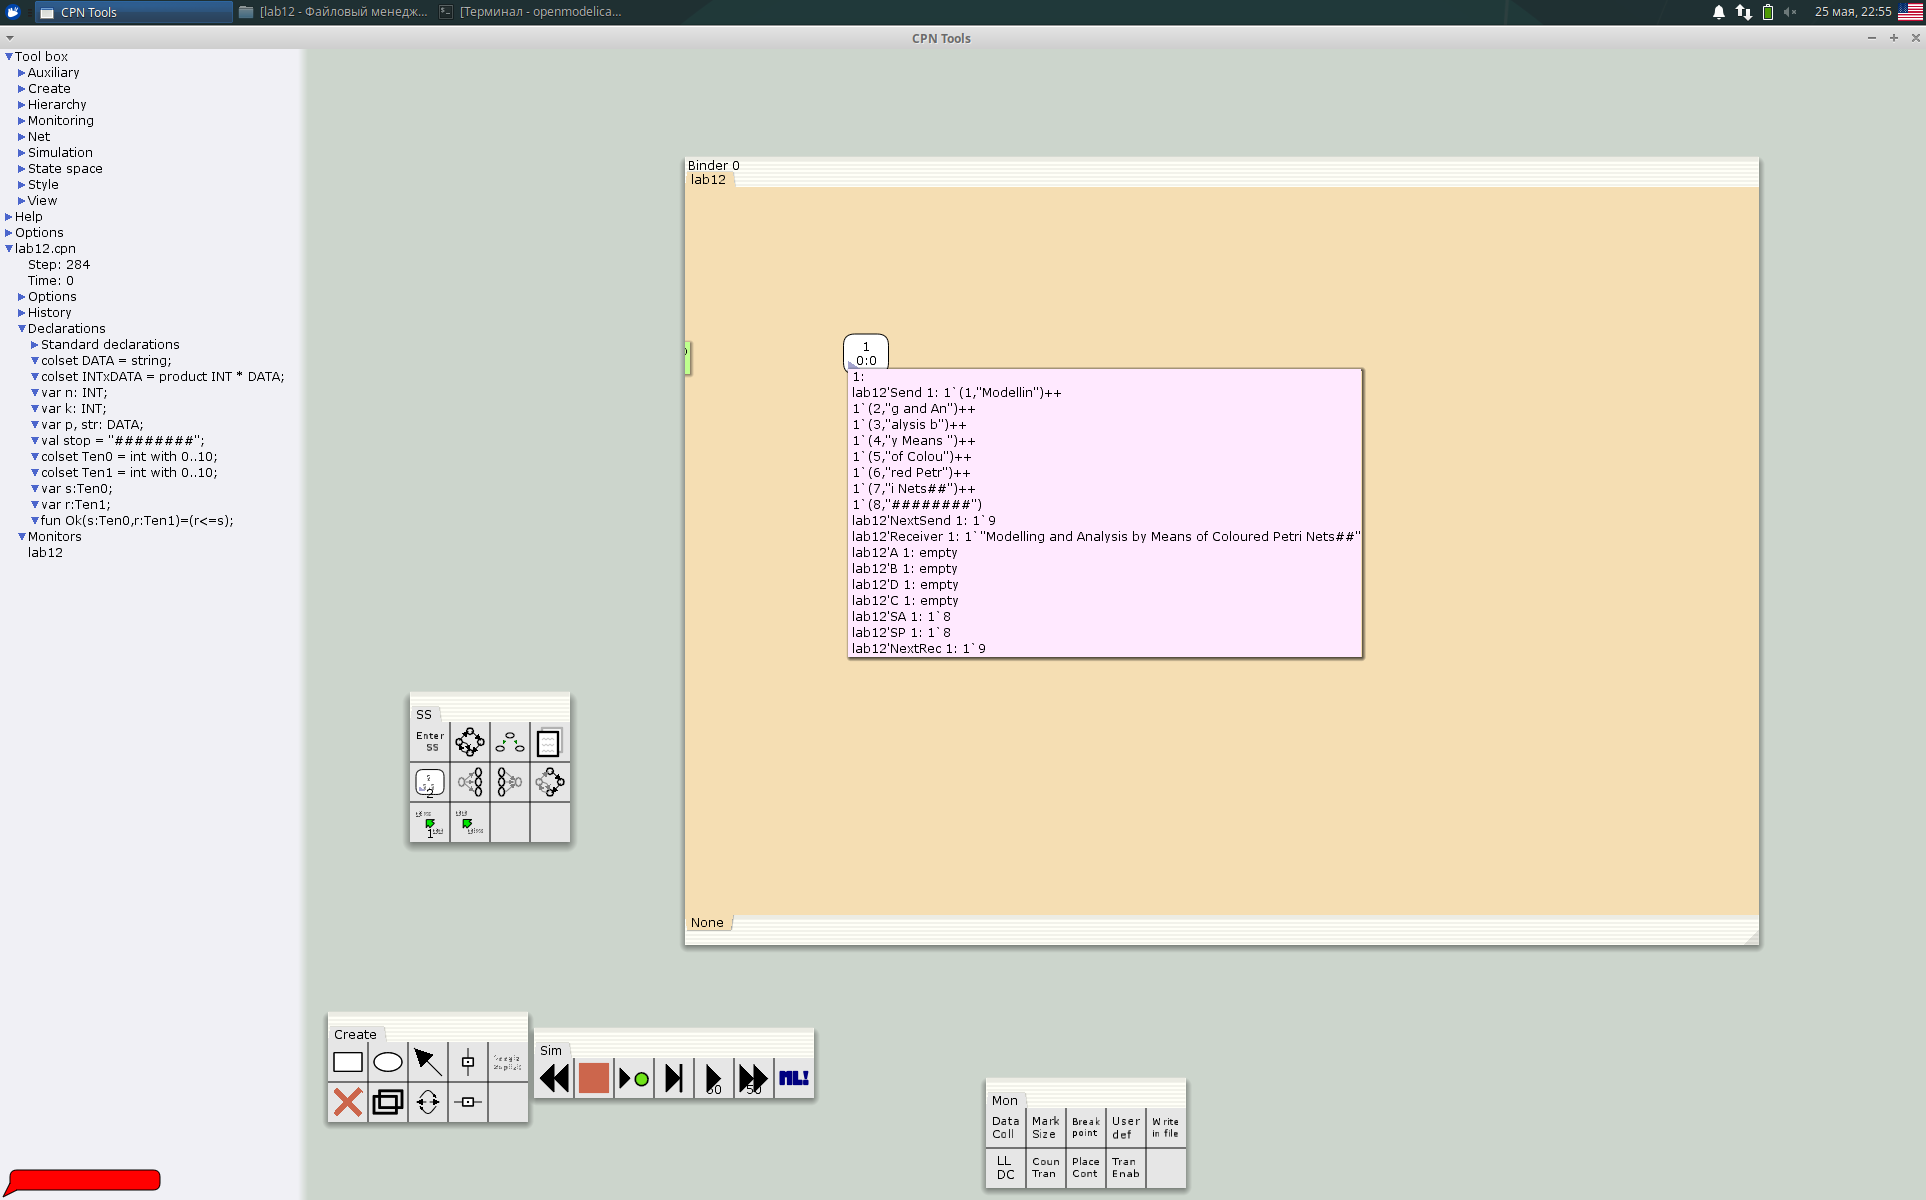 CPN Tools
[lab12 - Файловый менедж...
[Терминал - openmodelica...
25 мая, 22:55
CPN Tools
Tool box
Auxiliary
Create
Hierarchy
Monitoring
Net
Simulation
State space
Style
View
Help
Options
lab12.cpn
Step: 284
Time: 0
Options
History
Declarations
Standard declarations
colset DATA = string;
colset INTxDATA = product INT * DATA;
var n: INT;
var k: INT;
var p, str: DATA;
val stop = "########";
colset Ten0 = int with 0..10;
colset Ten1 = int with 0..10;
var s:Ten0;
var r:Ten1;
fun Ok(s:Ten0,r:Ten1)=(r<=s);
Monitors
lab12
Binder 0
lab12
1
0:0
1:
lab12'Send 1: 1`(1,"Modellin")++
1`(2,"g and An")++
1`(3,"alysis b")++
1`(4,"y Means ")++
1`(5,"of Colou")++
1`(6,"red Petr")++
1`(7,"i Nets##")++
1`(8,"########")
lab12'NextSend 1: 1`9
lab12'Receiver 1: 1`"Modelling and Analysis by Means of Coloured Petri Nets##"
lab12'A 1: empty
lab12'B 1: empty
lab12'D 1: empty
lab12'C 1: empty
lab12'SA 1: 1`8
lab12'SP 1: 1`8
lab12'NextRec 1: 1`9
None
SS
Enter
SS
2
1
Create
Sim
50
50
ML!
Mon
Data Coll
Mark Size
Break point
User def
Write in file
LL DC
Coun Tran
Place Cont
Tran Enab